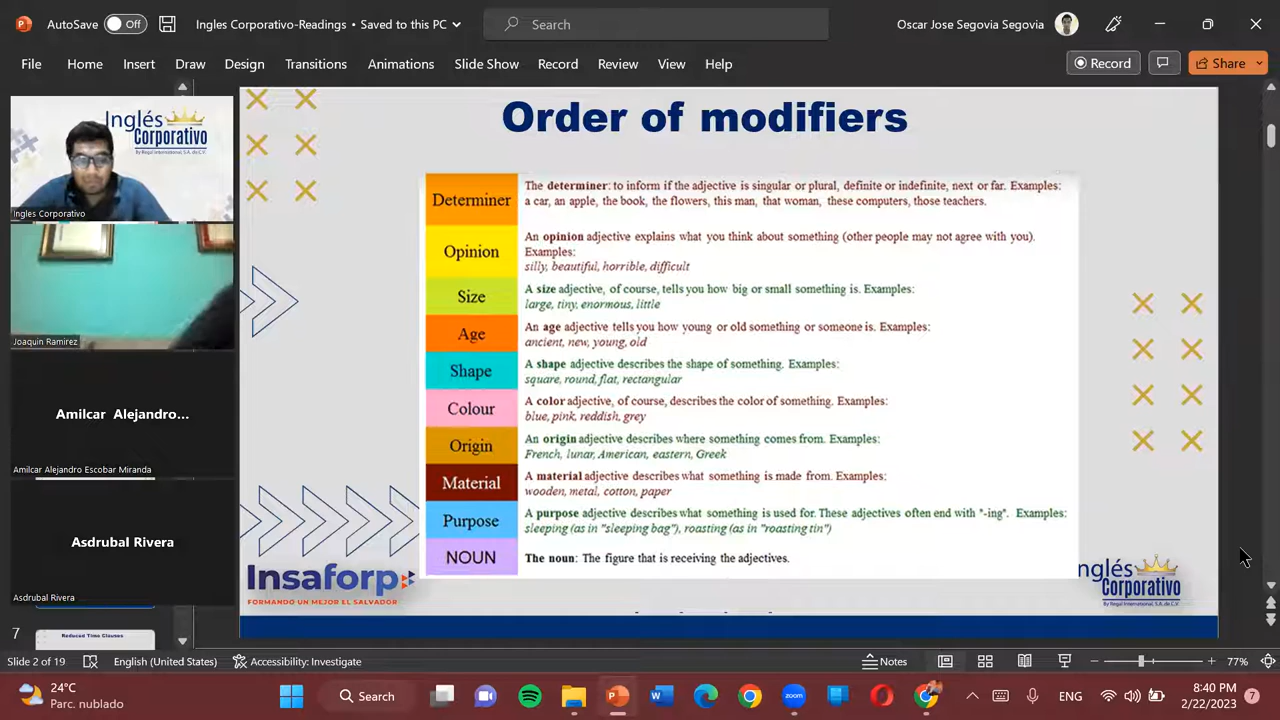 AutoSave Off Ingles Corporativo-Readings • Saved to this PC Search Oscar Jose Segovia Segovia
File Home Insert Draw Design Transitions Animations Slide Show Record Review View Help Record Share
Inglés
Corporativo
by Regal International, S.A. de C.V.
Ingles Corporativo
Joaquin Ramirez
Amilcar Alejandro...
Amilcar Alejandro Escobar Miranda
Asdrubal Rivera
Asdrubal Rivera
7
Reduced Time Clauses
Order of modifiers
Determiner
The determiner: to inform if the adjective is singular or plural, definite or indefinite, next or far. Examples:
a car, an apple, the book, the flowers, this man, that woman, these computers, those teachers.
Opinion
An opinion adjective explains what you think about something (other people may not agree with you).
Examples:
silly, beautiful, horrible, difficult
Size
A size adjective, of course, tells you how big or small something is. Examples:
large, tiny, enormous, little
Age
An age adjective tells you how young or old something or someone is. Examples:
ancient, new, young, old
Shape
A shape adjective describes the shape of something. Examples:
square, round, flat, rectangular
Colour
A color adjective, of course, describes the color of something. Examples:
blue, pink, reddish, grey
Origin
An origin adjective describes where something comes from. Examples:
French, lunar, American, eastern, Greek
Material
A material adjective describes what something is made from. Examples:
wooden, metal, cotton, paper
Purpose
A purpose adjective describes what something is used for. These adjectives often end with "-ing". Examples:
sleeping (as in "sleeping bag"), roasting (as in "roasting tin")
NOUN
The noun: The figure that is receiving the adjectives.
Insaforp
FORMANDO UN MEJOR EL SALVADOR
Inglés
Corporativo
by Regal International, S.A. de C.V.
Slide 2 of 19 English (United States) Accessibility: Investigate Notes 77%
24°C
Parc. nublado
Search
zoom
ENG
8:40 PM
2/22/2023
7